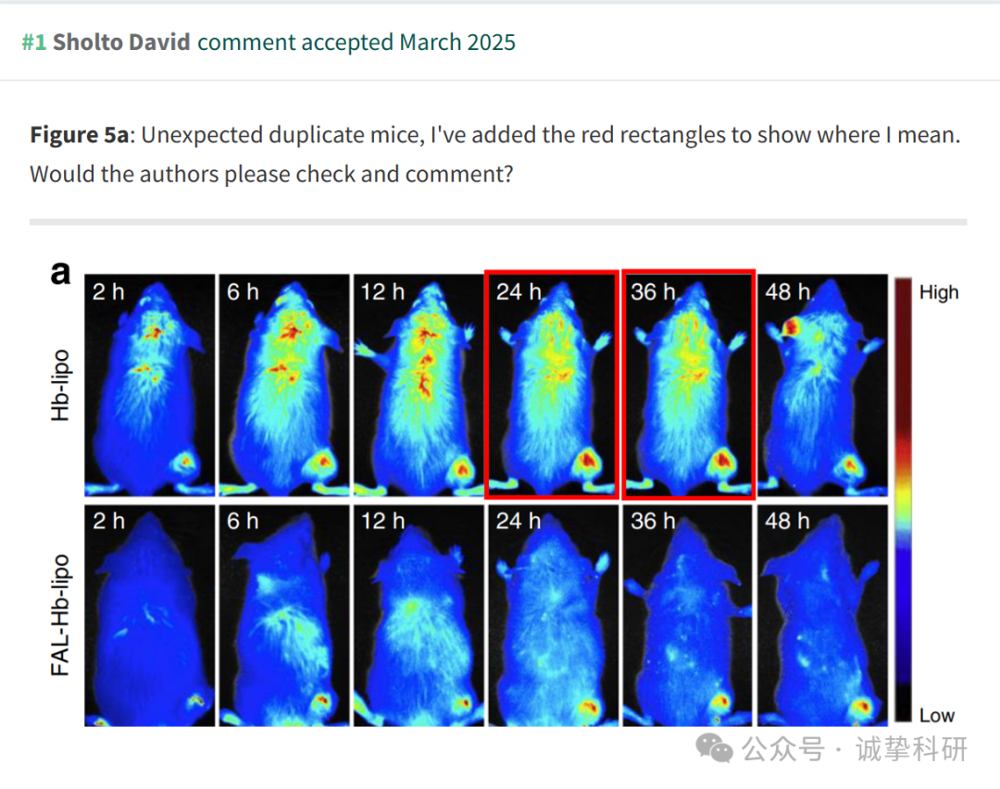 #1 Sholto David comment accepted March 2025
Figure 5a: Unexpected duplicate mice, I've added the red rectangles to show where I mean.
Would the authors please check and comment?
a
2 h 6 h 12 h 24 h 36 h 48 h
High
Hb-lipo
2 h 6 h 12 h 24 h 36 h 48 h
FAL-Hb-lipo
Low
公众号 · 诚挚科研